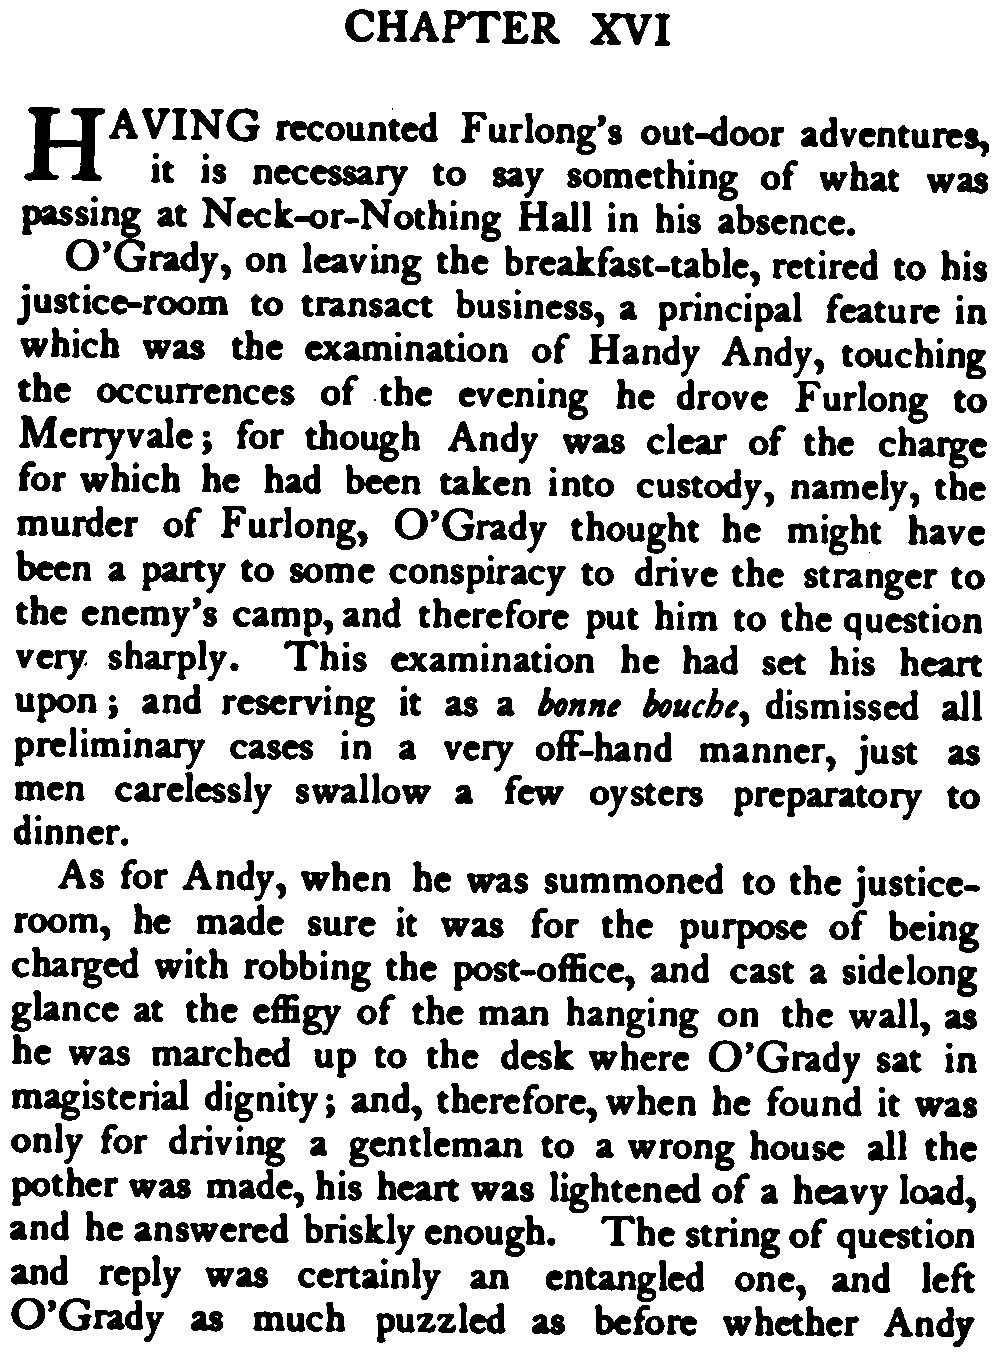 CHAPTER XVI
HAVING recounted Furlong's out-door adventures,
it is necessary to say something of what was
passing at Neck-or-Nothing Hall in his absence.
O'Grady, on leaving the breakfast-table, retired to his
justice-room to transact business, a principal feature in
which was the examination of Handy Andy, touching
the occurrences of the evening he drove Furlong to
Merryvale; for though Andy was clear of the charge
for which he had been taken into custody, namely, the
murder of Furlong, O'Grady thought he might have
been a party to some conspiracy to drive the stranger to
the enemy's camp, and therefore put him to the question
very sharply. This examination he had set his heart
upon; and reserving it as a bonne bouche, dismissed all
preliminary cases in a very off-hand manner, just as
men carelessly swallow a few oysters preparatory to
dinner.
As for Andy, when he was summoned to the justice-
room, he made sure it was for the purpose of being
charged with robbing the post-office, and cast a sidelong
glance at the effigy of the man hanging on the wall, as
he was marched up to the desk where O'Grady sat in
magisterial dignity; and, therefore, when he found it was
only for driving a gentleman to a wrong house all the
pother was made, his heart was lightened of a heavy load,
and he answered briskly enough. The string of question
and reply was certainly an entangled one, and left
O'Grady as much puzzled as before whether Andy